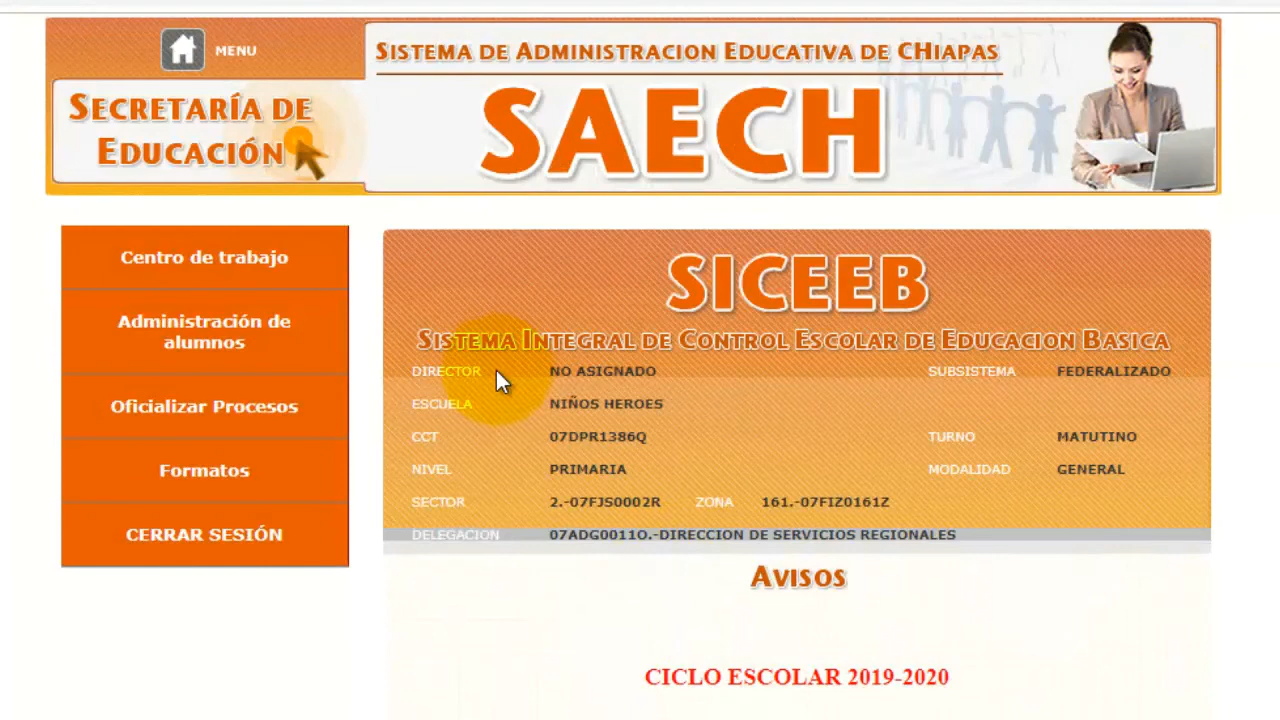 MENU
SISTEMA DE ADMINISTRACION EDUCATIVA DE CHIAPAS
SECRETARÍA DE
EDUCACIÓN
SAECH
Centro de trabajo
Administración de
alumnos
Oficializar Procesos
Formatos
CERRAR SESIÓN
SICEEB
SISTEMA INTEGRAL DE CONTROL ESCOLAR DE EDUCACION BASICA
DIRECTOR NO ASIGNADO SUBSISTEMA FEDERALIZADO
ESCUELA NIÑOS HEROES
CCT 07DPR1386Q TURNO MATUTINO
NIVEL PRIMARIA MODALIDAD GENERAL
SECTOR 2.-07FJS0002R ZONA 161.-07FIZ0161Z
DELEGACION 07ADG0011O.-DIRECCION DE SERVICIOS REGIONALES
AVISOS
CICLO ESCOLAR 2019-2020